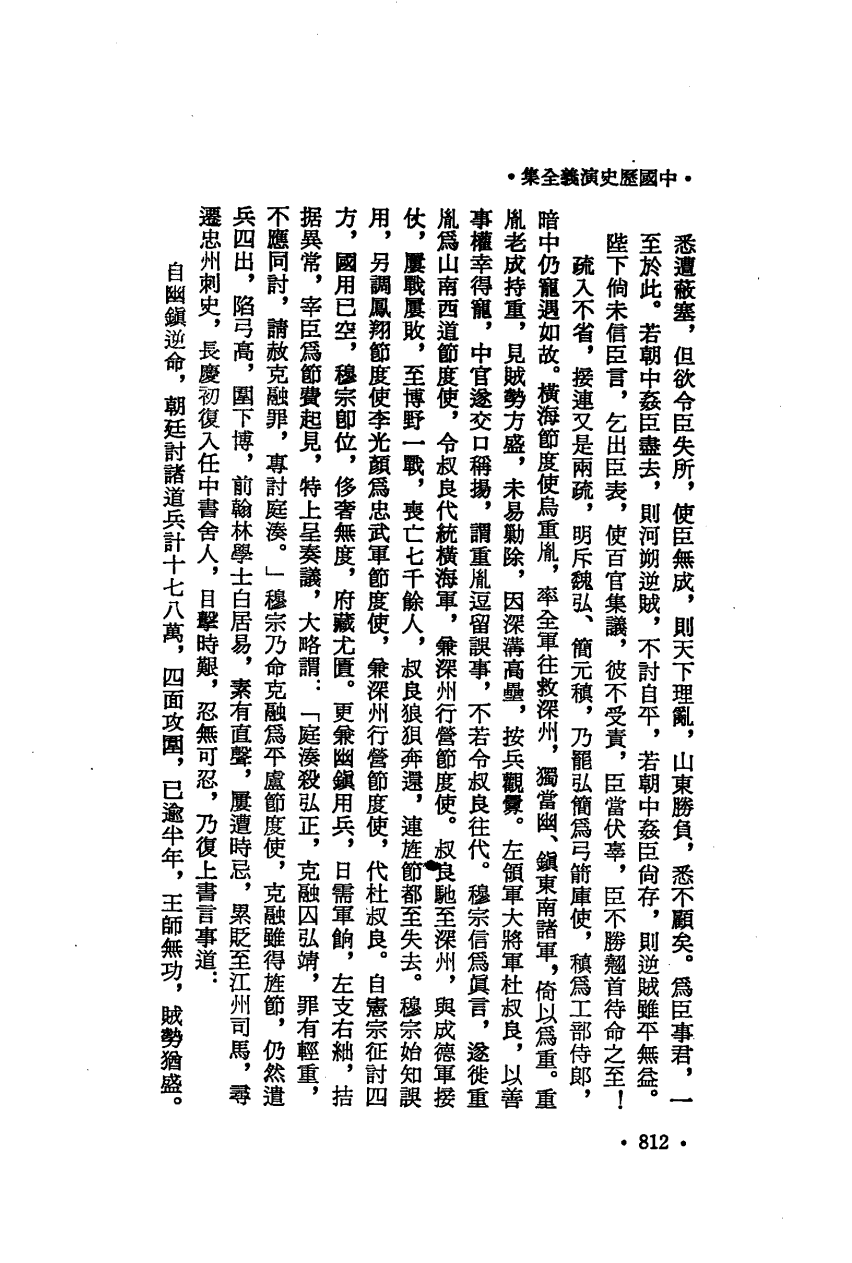 •中國歷史演義全集•
悉遭蔽塞，但欲令臣失所，使臣無成，則天下理亂，山東勝負，悉不顧矣。爲臣事君，一
至於此。若朝中姦臣盡去，則河朔逆賊，不討自平，若朝中姦臣尙存，則逆賊雖平無益。
陛下倘未信臣言，乞出臣表，使百官集議，彼不受責，臣當伏辜，臣不勝翹首待命之至！
疏入不省，接連又是兩疏，明斥魏弘、簡元稹，乃罷弘簡爲弓箭庫使，稹爲工部侍郎，
暗中仍寵遇如故。橫海節度使烏重胤，率全軍往救深州，獨當幽、鎭東南諸軍，倚以爲重。重
胤老成持重，見賊勢方盛，未易勦除，因深溝高壘，按兵觀釁。左領軍大將軍杜叔良，以善
事權幸得寵，中官遂交口稱揚，謂重胤逗留誤事，不若令叔良往代。穆宗信爲眞言，遂徙重
胤爲山南西道節度使，令叔良代統橫海軍，兼深州行營節度使。叔良馳至深州，與成德軍接
仗，屢戰屢敗，至博野一戰，喪亡七千餘人，叔良狼狽奔還，連旌節都至失去。穆宗始知誤
用，另調鳳翔節度使李光顏爲忠武軍節度使，兼深州行營節度使，代杜叔良。自憲宗征討四
方，國用已空，穆宗卽位，侈奢無度，府藏尤匱。更兼幽鎭用兵，日需軍餉，左支右絀，拮
据異常，宰臣爲節費起見，特上呈奏議，大略謂：「庭湊殺弘正，克融囚弘靖，罪有輕重，
不應同討，請赦克融罪，專討庭湊。」穆宗乃命克融爲平盧節度使，克融雖得旌節，仍然遣
兵四出，陷弓高，圍下博，前翰林學士白居易，素有直聲，屢遭時忌，累貶至江州司馬，尋
遷忠州刺史，長慶初復入任中書舍人，目擊時艱，忍無可忍，乃復上書言事道：
自幽鎭逆命，朝廷討諸道兵計十七八萬，四面攻圍，已逾半年，王師無功，賊勢猶盛。
• 812 •